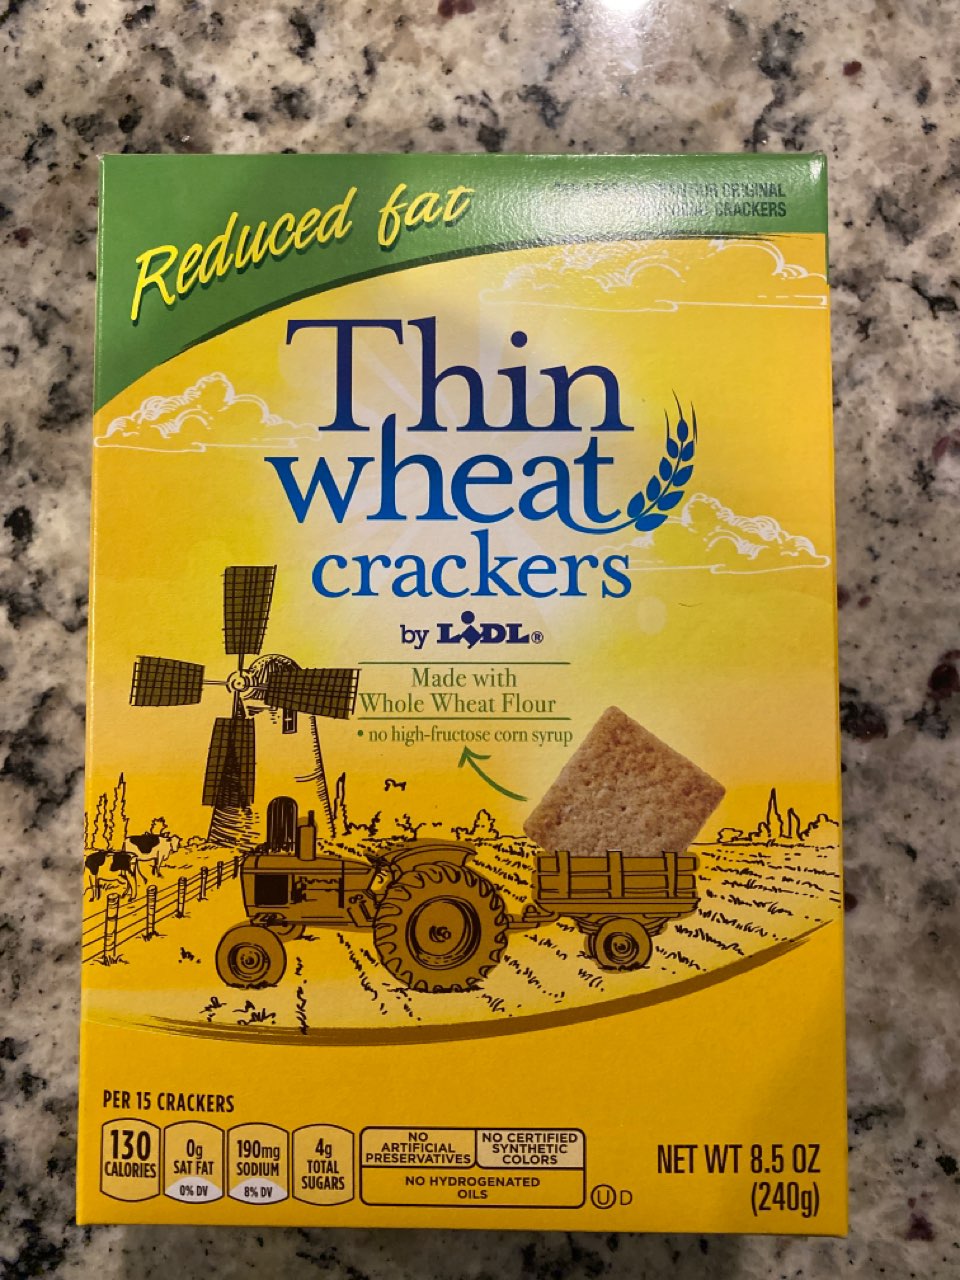 Reduced fat
ORIGINAL
CRACKERS
Thin
wheat
crackers
by LIDL®
Made with
Whole Wheat Flour
• no high-fructose corn syrup
PER 15 CRACKERS
130
CALORIES
0g
SAT FAT
0% DV
190mg
SODIUM
8% DV
4g
TOTAL
SUGARS
NO
ARTIFICIAL
PRESERVATIVES
NO CERTIFIED
SYNTHETIC
COLORS
NO HYDROGENATED
OILS
U D
NET WT 8.5 OZ
(240g)